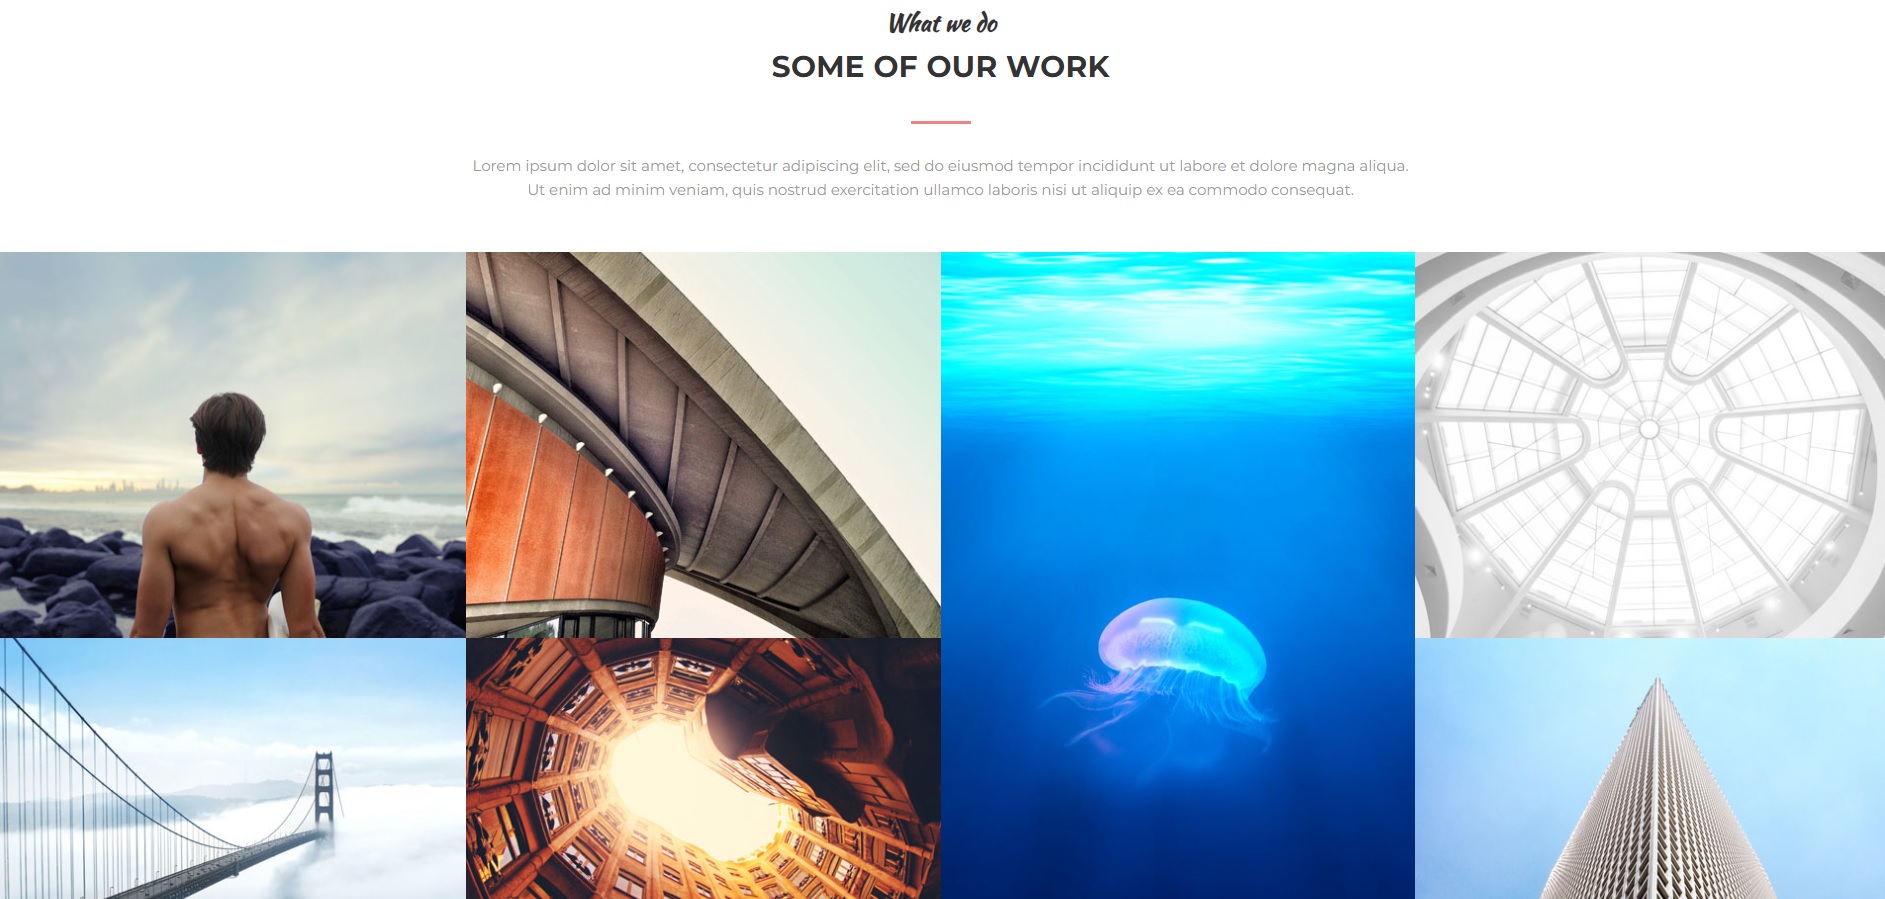 What we do
SOME OF OUR WORK
Lorem ipsum dolor sit amet, consectetur adipiscing elit, sed do eiusmod tempor incididunt ut labore et dolore magna aliqua.
Ut enim ad minim veniam, quis nostrud exercitation ullamco laboris nisi ut aliquip ex ea commodo consequat.